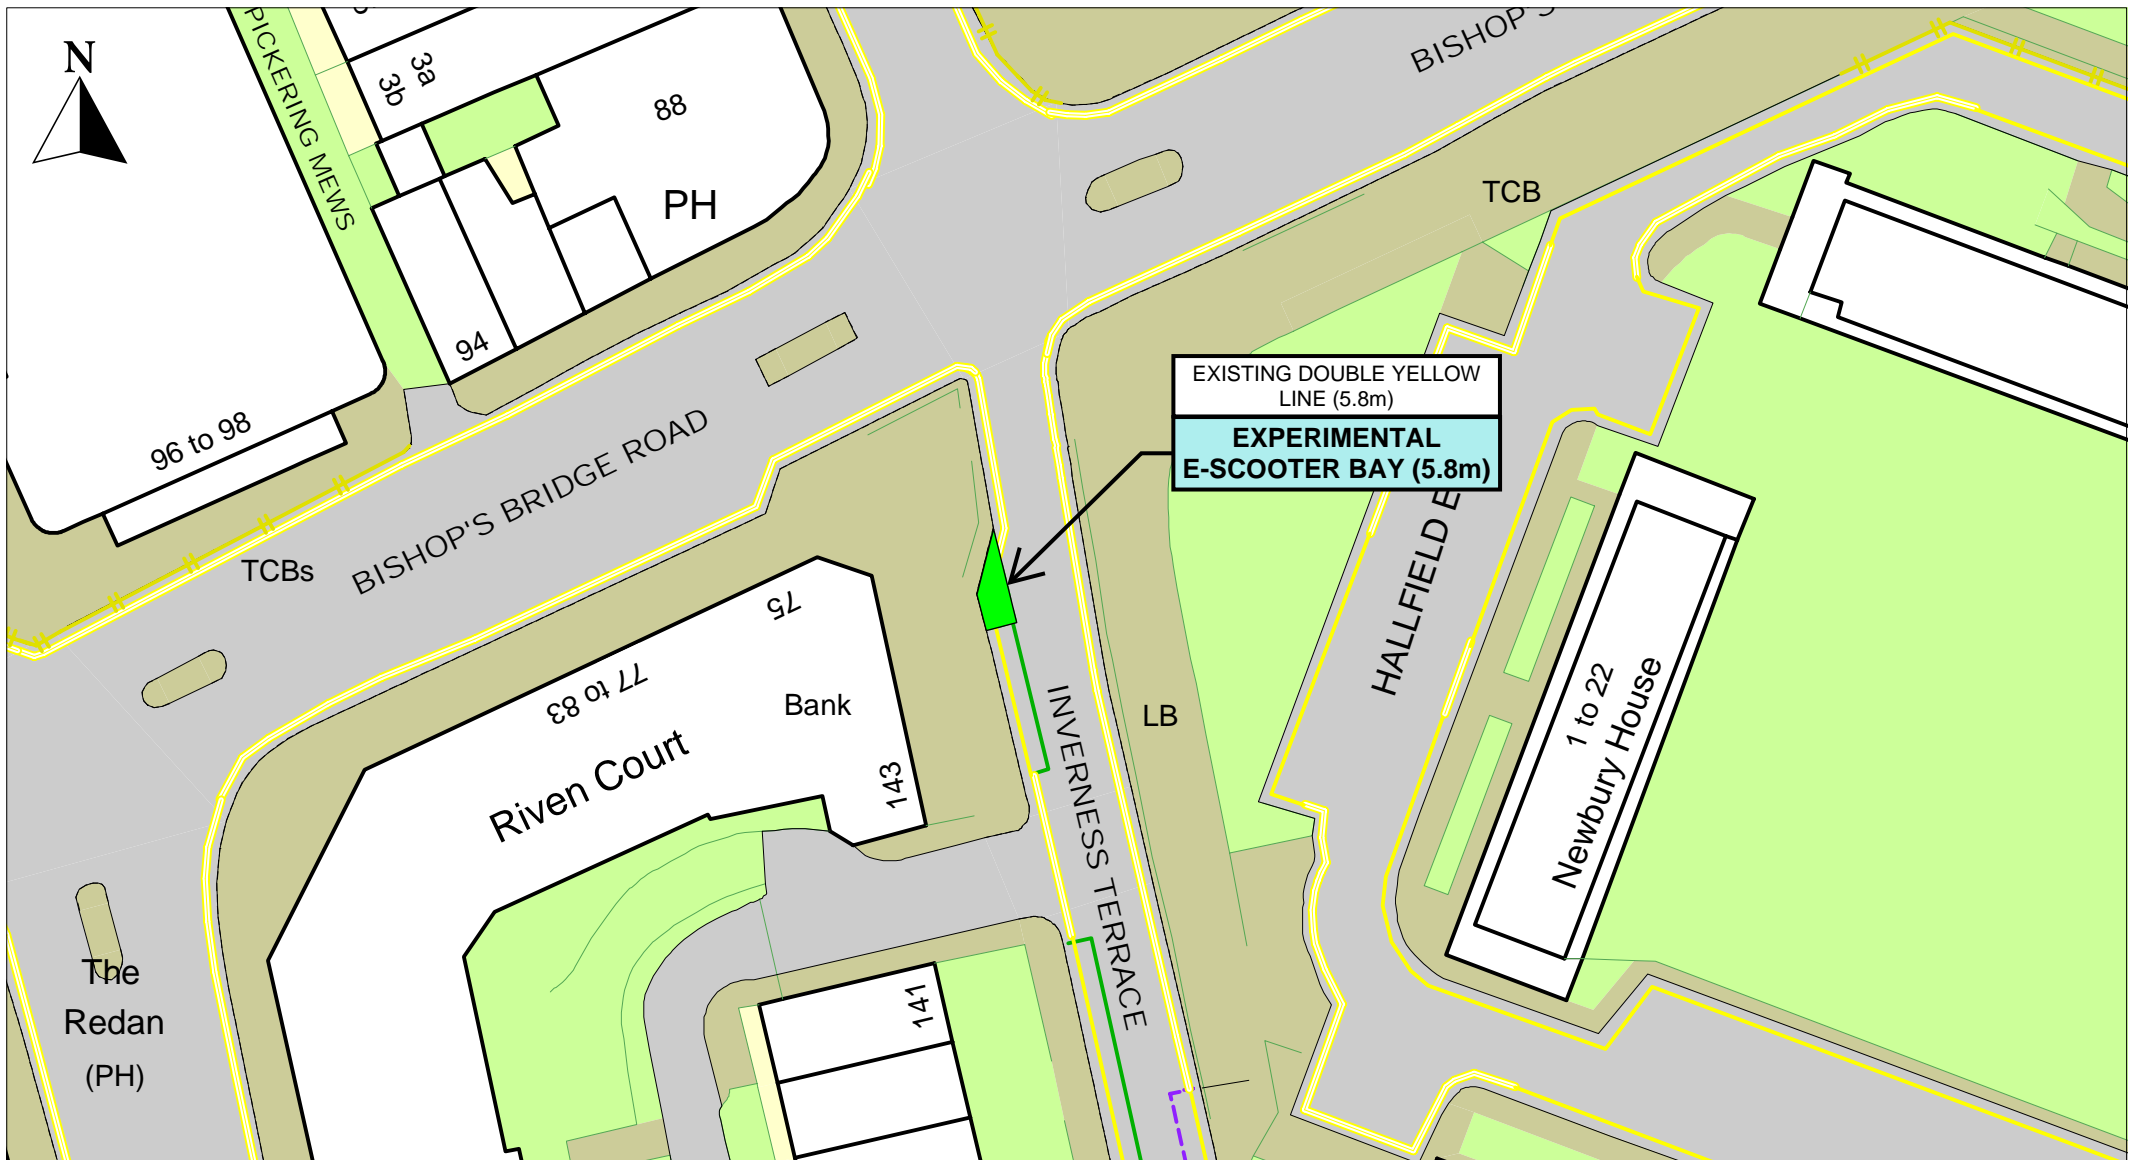 N
PICKERING MEWS
3a
3b
88
PH
94
96 to 98
TCBs
BISHOP'S BRIDGE ROAD
BISHOP'S
TCB
EXISTING DOUBLE YELLOW
LINE (5.8m)
EXPERIMENTAL
E-SCOOTER BAY (5.8m)
HALLFIELD E
75
77 to 83
Bank
Riven Court
143
INVERNESS TERRACE
LB
1 to 22
Newbury House
141
The
Redan
(PH)